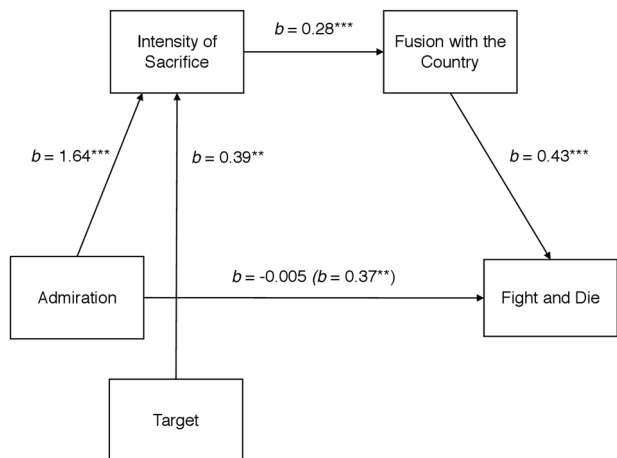 Intensity of
Sacrifice
b = 0.28***
Fusion with the
Country
b = 1.64***
b = 0.39**
b = 0.43***
Admiration
b = -0.005 (b = 0.37**)
Fight and Die
Target